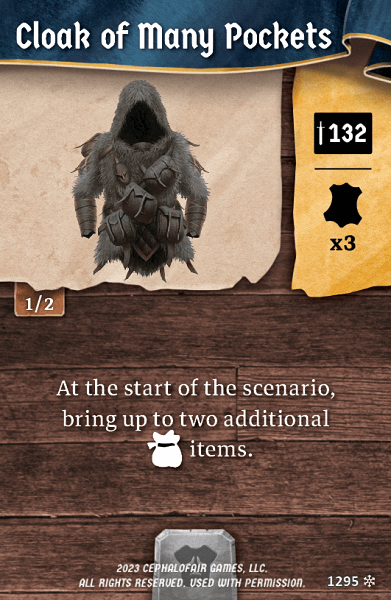 Cloak of Many Pockets
132
x3
1/2
At the start of the scenario,
bring up to two additional
items.
2023 CEPHALOFAIR GAMES, LLC.
ALL RIGHTS RESERVED. USED WITH PERMISSION.
1295